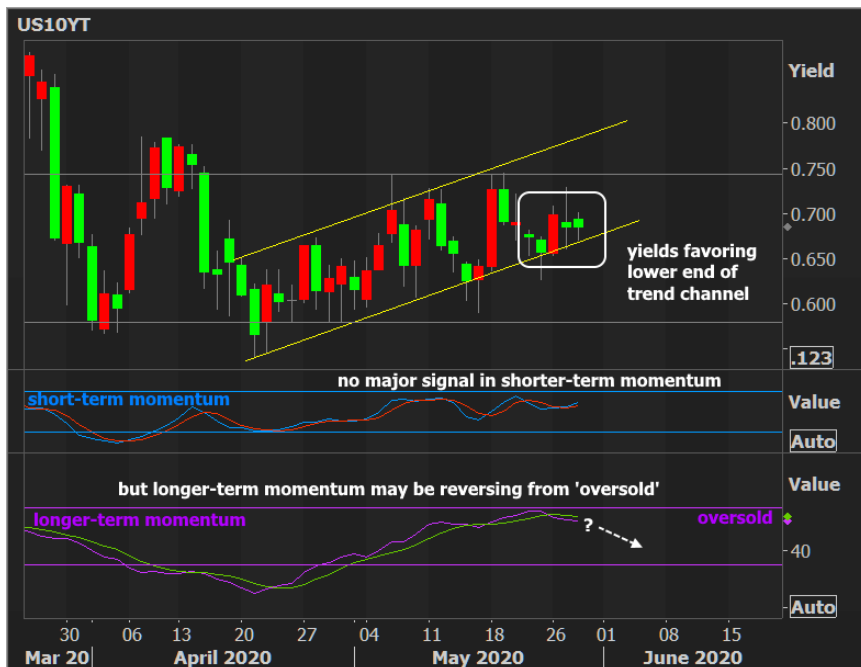 US10YT
Yield
0.800
0.750
0.700
0.650
0.600
yields favoring
lower end of
trend channel
.123
no major signal in shorter-term momentum
short-term momentum
Value
Auto
but longer-term momentum may be reversing from 'oversold'
Value
longer-term momentum
oversold
?
40
Auto
30 06 13 20 27 04 11 18 26 01 08 15
Mar 20 April 2020 May 2020 June 2020